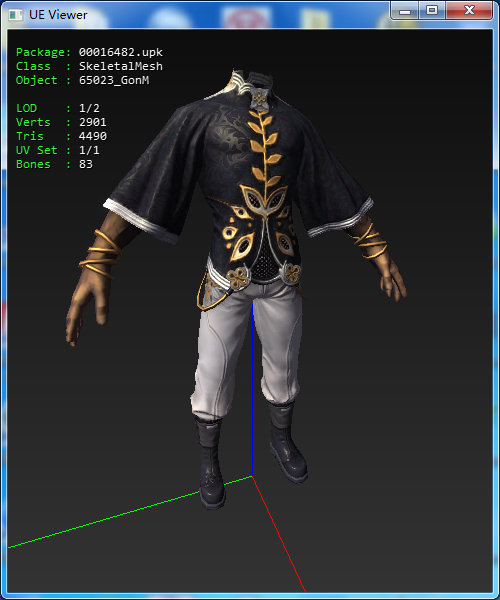 UE Viewer
Package: 00016482.upk
Class : SkeletalMesh
Object : 65023_GonM
LOD : 1/2
Verts : 2901
Tris : 4490
UV Set : 1/1
Bones : 83